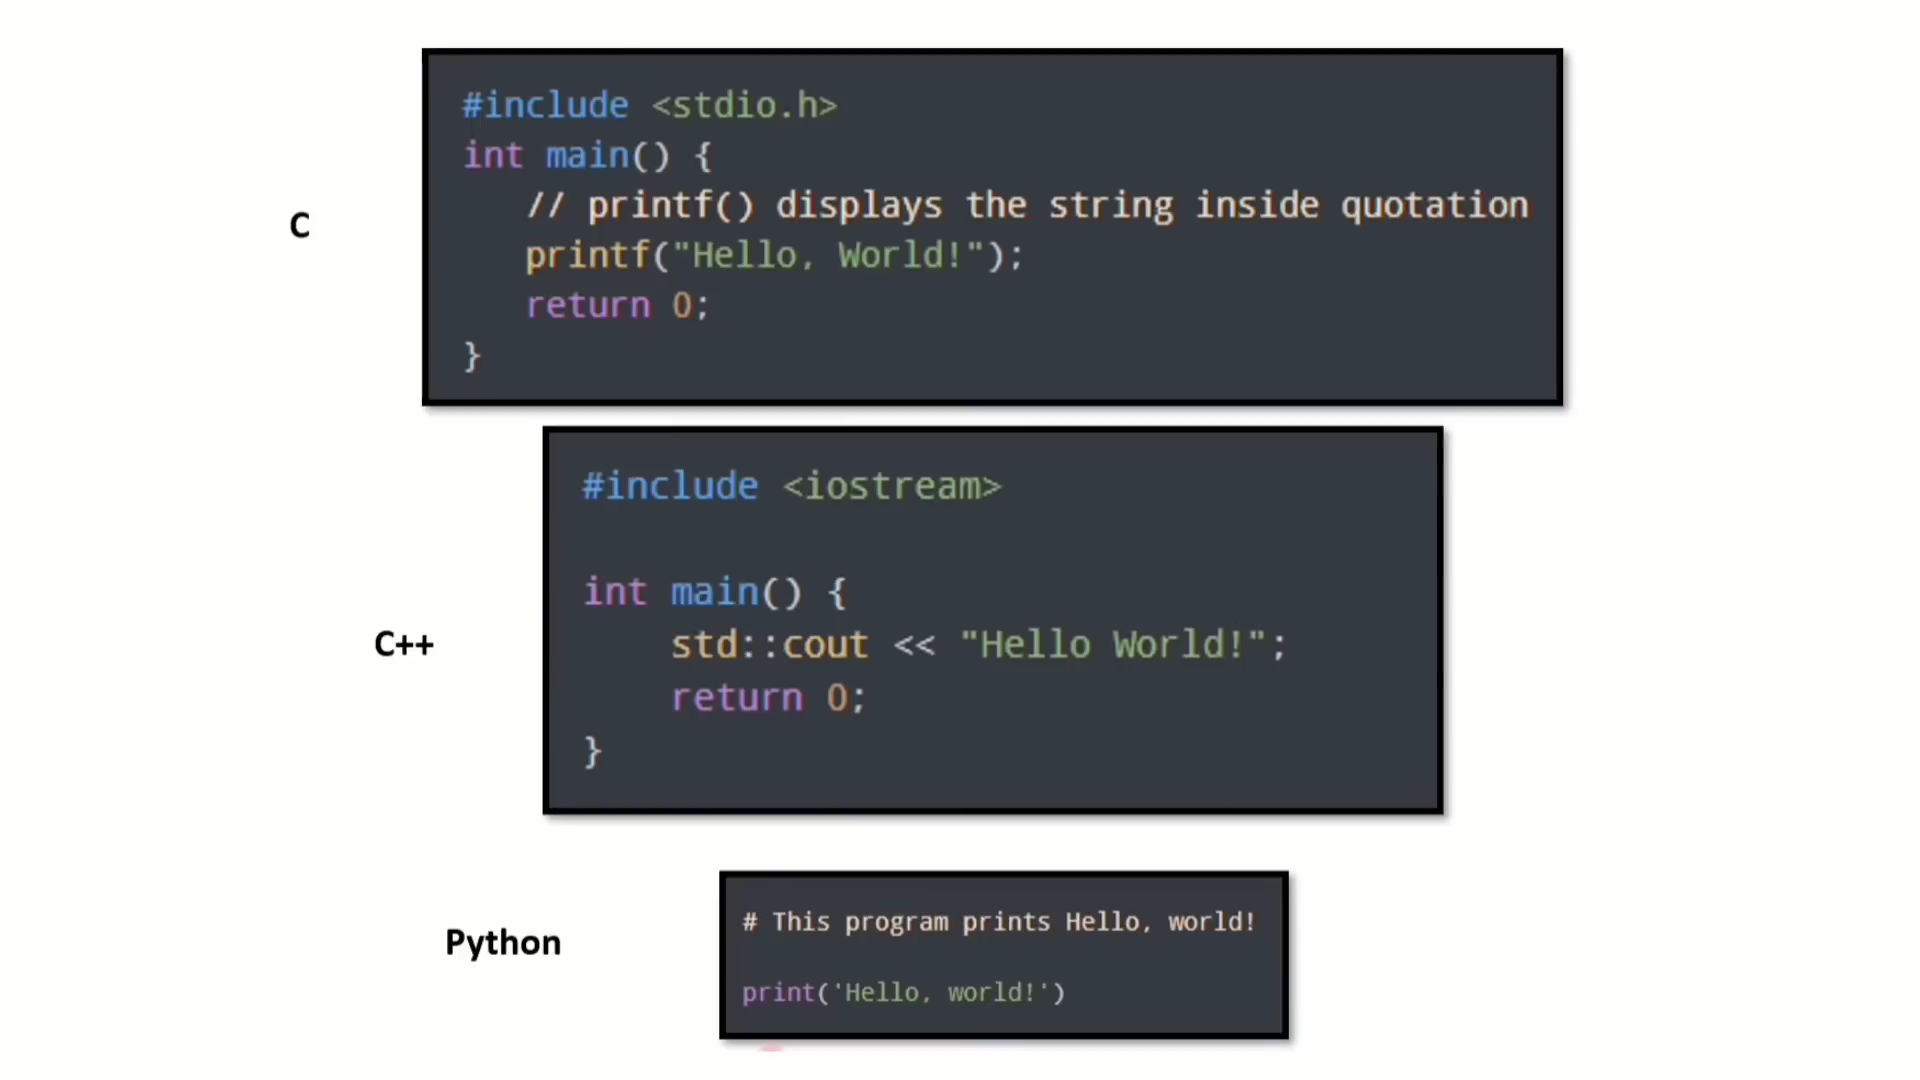 C
#include <stdio.h>
int main() {
// printf() displays the string inside quotation
printf("Hello, World!");
return 0;
}
C++
#include <iostream>
int main() {
std::cout << "Hello World!";
return 0;
}
Python
# This program prints Hello, world!
print('Hello, world!')